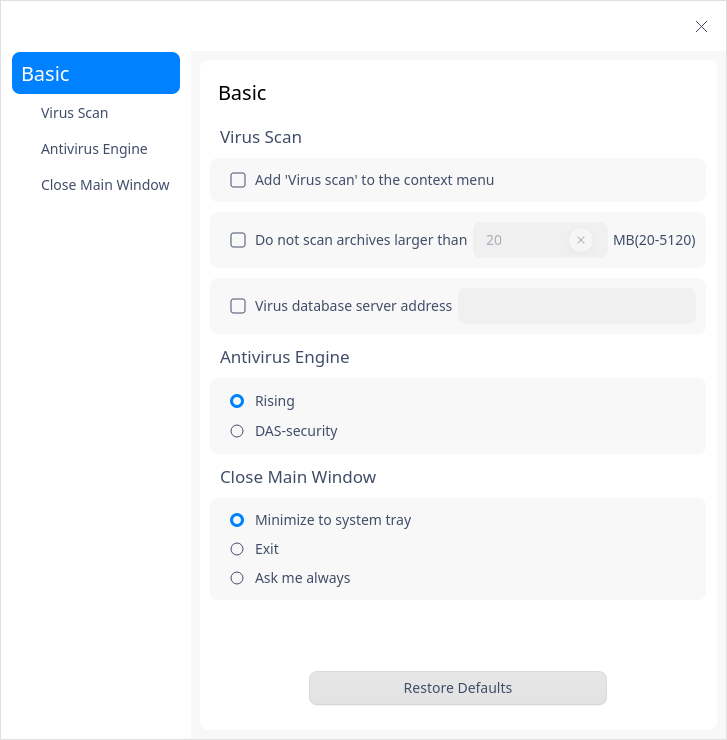 Basic
Virus Scan
Antivirus Engine
Close Main Window
Basic
Virus Scan
Add 'Virus scan' to the context menu
Do not scan archives larger than 20 MB(20-5120)
Virus database server address
Antivirus Engine
Rising
DAS-security
Close Main Window
Minimize to system tray
Exit
Ask me always
Restore Defaults